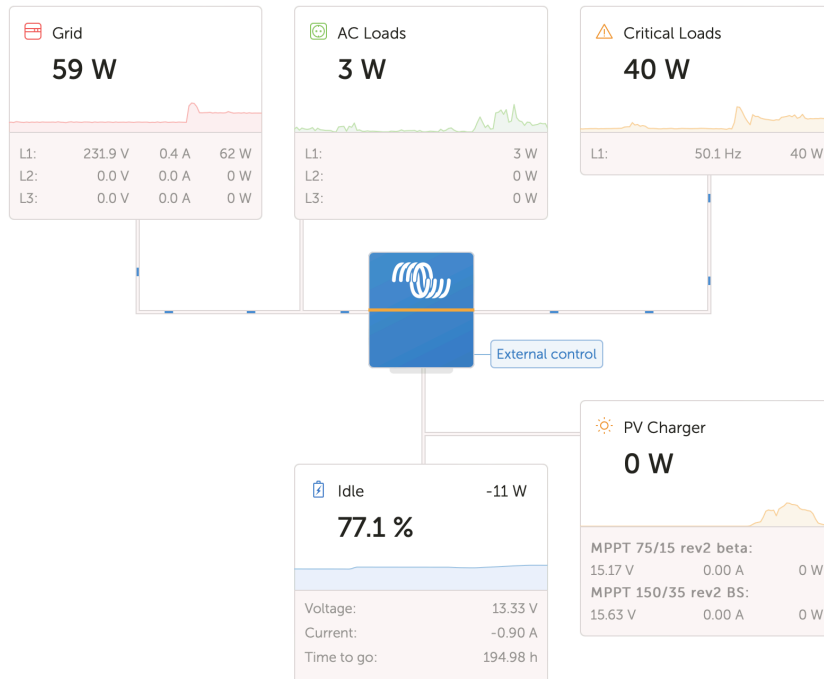 Grid
59 W
L1: 231.9 V 0.4 A 62 W
L2: 0.0 V 0.0 A 0 W
L3: 0.0 V 0.0 A 0 W
AC Loads
3 W
L1: 3 W
L2: 0 W
L3: 0 W
Critical Loads
40 W
L1: 50.1 Hz 40 W
External control
Idle -11 W
77.1 %
Voltage: 13.33 V
Current: -0.90 A
Time to go: 194.98 h
PV Charger
0 W
MPPT 75/15 rev2 beta:
15.17 V 0.00 A 0 W
MPPT 150/35 rev2 BS:
15.63 V 0.00 A 0 W